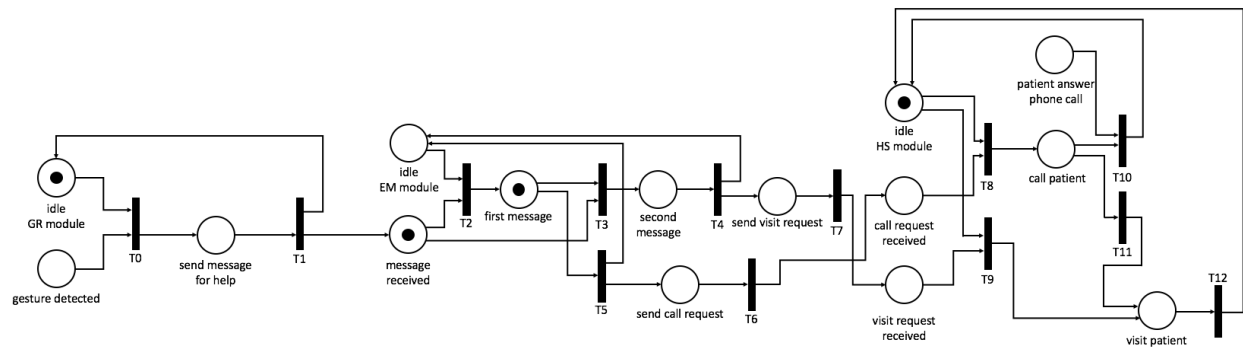 patient answer
phone call
idle
HS module
T8
call patient
T10
idle
EM module
T2
first message
T3
second
message
T4
send visit request
T7
call request
received
T11
idle
GR module
T0
send message
for help
T1
message
received
T9
gesture detected
T5
send call request
T6
visit request
received
T12
visit patient